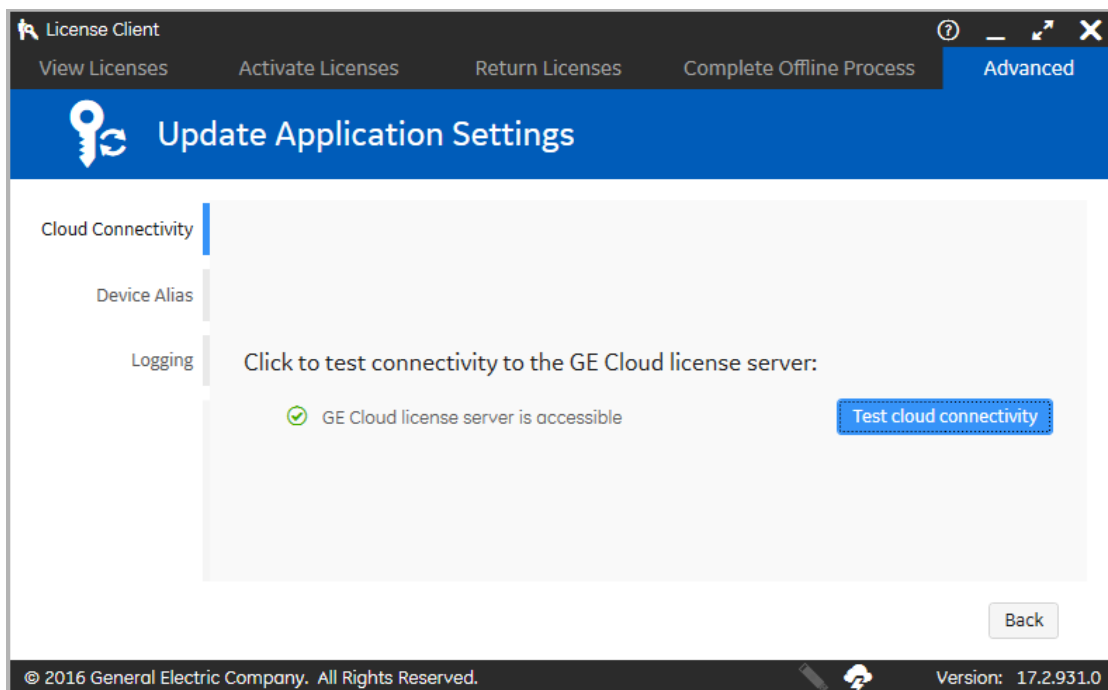 License Client
View Licenses Activate Licenses Return Licenses Complete Offline Process Advanced
Update Application Settings
Cloud Connectivity
Device Alias
Logging
Click to test connectivity to the GE Cloud license server:
GE Cloud license server is accessible Test cloud connectivity
Back
© 2016 General Electric Company. All Rights Reserved. Version: 17.2.931.0